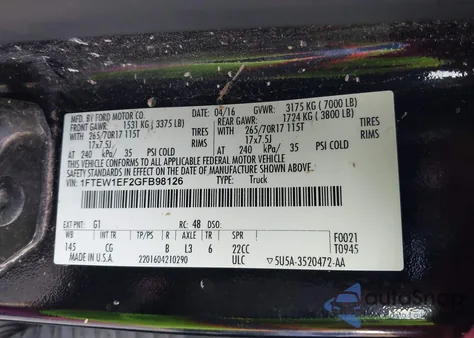 MFD. BY FORD MOTOR CO.
DATE: 04/16 GVWR: 3175 KG ( 7000 LB)
FRONT GAWR: 1531 KG ( 3375 LB) REAR GAWR: 1724 KG ( 3800 LB)
WITH WITH
265/70R17 115T TIRES 265/70R17 115T TIRES
17x7.5J RIMS 17x7.5J RIMS
AT 240 kPa/ 35 PSI COLD AT 240 kPa/ 35 PSI COLD
THIS VEHICLE CONFORMS TO ALL APPLICABLE FEDERAL MOTOR VEHICLE
SAFETY STANDARDS IN EFFECT ON THE DATE OF MANUFACTURE SHOWN ABOVE.
VIN: 1FTEW1EF2GFB98126 TYPE: Truck
EXT PNT: G1 RC: 48 DSO: F0021
WB INT TR TP/PS R AXLE TR SPR T0945
145 CG B L3 6 22CC
MADE IN U.S.A. 2201604210290 ULC 5U5A-3520472-AA
autoSnap